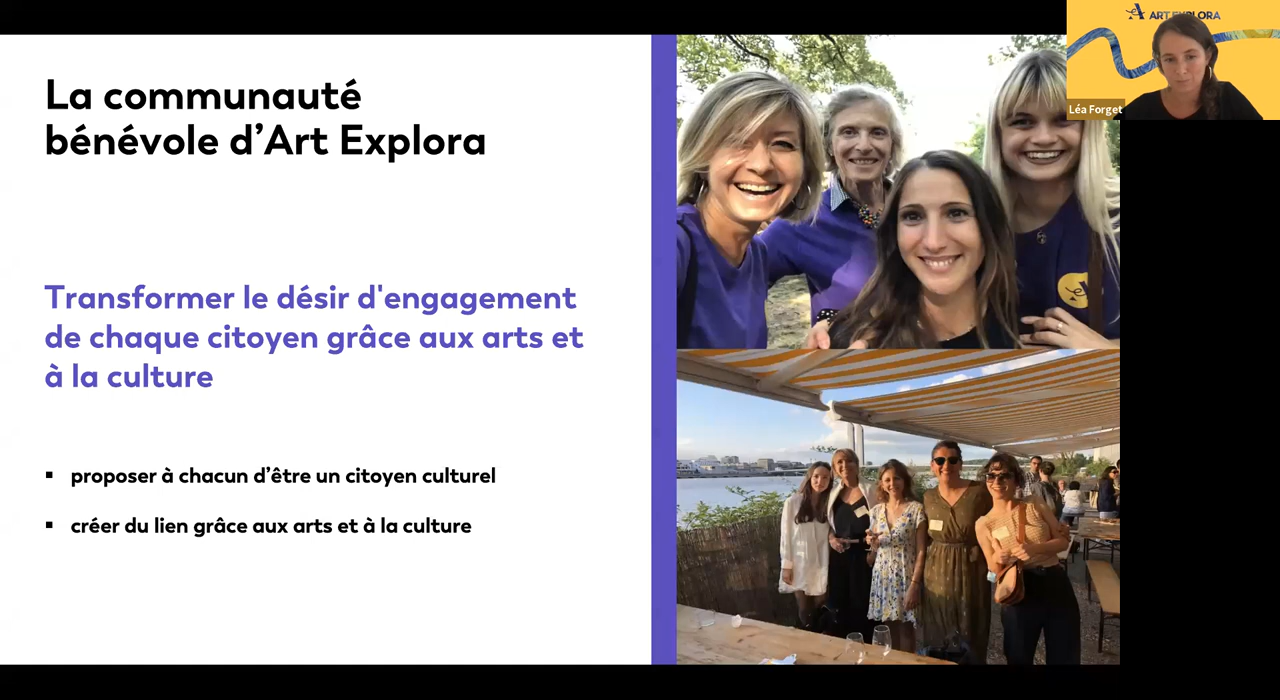 La communauté
bénévole d’Art Explora
Transformer le désir d'engagement
de chaque citoyen grâce aux arts et
à la culture
▪ proposer à chacun d’être un citoyen culturel
▪ créer du lien grâce aux arts et à la culture
ART EXPLORA
Léa Forget